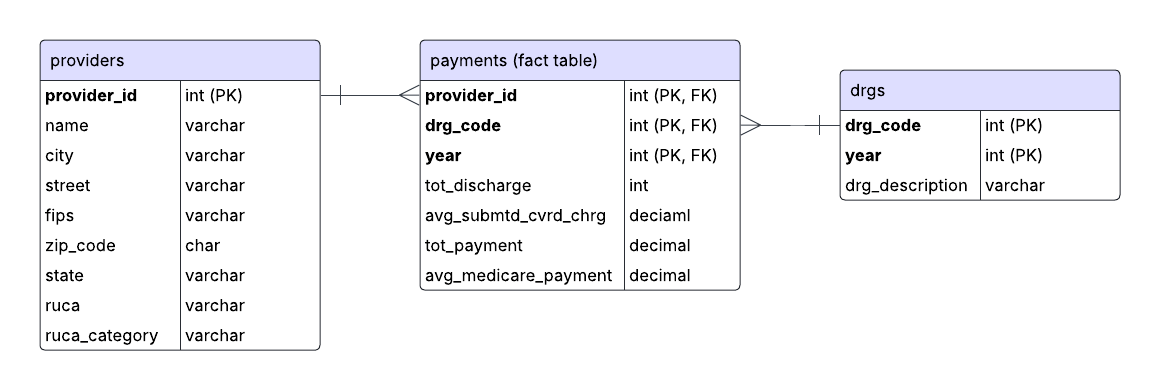 providers
provider_id int (PK)
name varchar
city varchar
street varchar
fips varchar
zip_code char
state varchar
ruca varchar
ruca_category varchar
payments (fact table)
provider_id int (PK, FK)
drg_code int (PK, FK)
year int (PK, FK)
tot_discharge int
avg_submtd_cvrd_chrg deciaml
tot_payment decimal
avg_medicare_payment decimal
drgs
drg_code int (PK)
year int (PK)
drg_description varchar